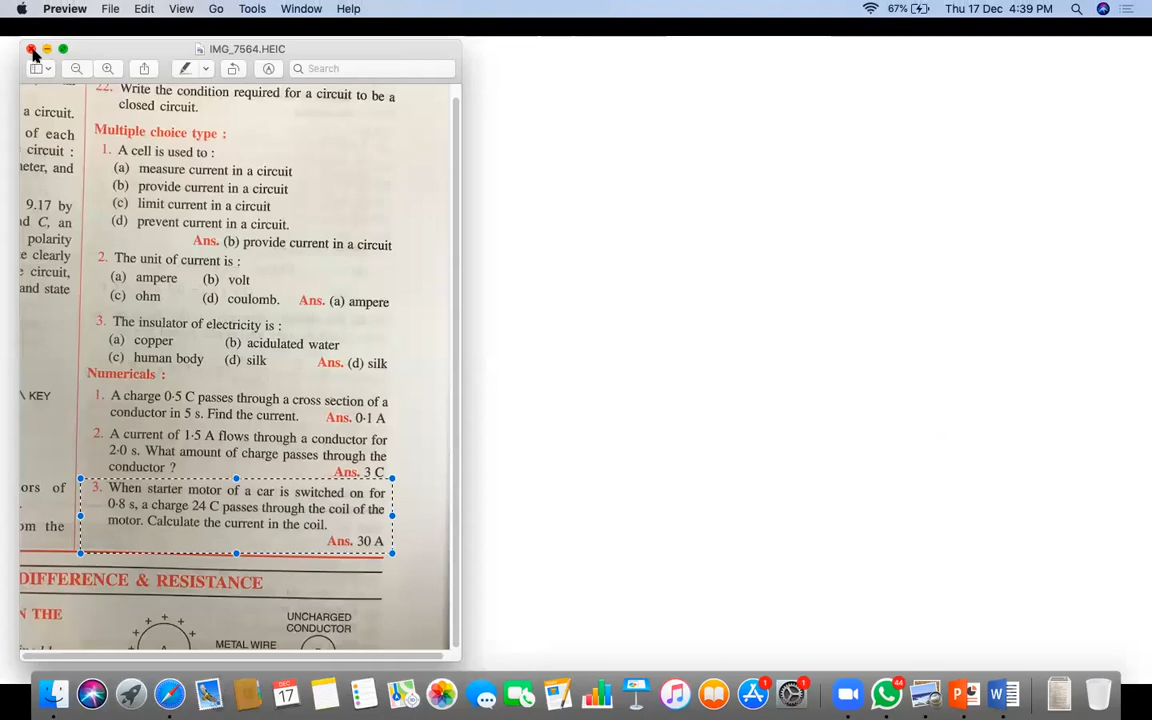 Preview File Edit View Go Tools Window Help
67% Thu 17 Dec 4:39 PM
IMG_7564.HEIC
Search
a circuit.
of each
circuit :
9.17 by
C, an
polarity
clearly
circuit,
and state
KEY
ors of
the
22. Write the condition required for a circuit to be a
closed circuit.
Multiple choice type :
1. A cell is used to :
(a) measure current in a circuit
(b) provide current in a circuit
(c) limit current in a circuit
(d) prevent current in a circuit.
Ans. (b) provide current in a circuit
2. The unit of current is :
(a) ampere (b) volt
(c) ohm (d) coulomb. Ans. (a) ampere
3. The insulator of electricity is :
(a) copper (b) acidulated water
(c) human body (d) silk Ans. (d) silk
Numericals :
1. A charge 0·5 C passes through a cross section of a
conductor in 5 s. Find the current. Ans. 0·1 A
2. A current of 1·5 A flows through a conductor for
2·0 s. What amount of charge passes through the
conductor ? Ans. 3 C
3. When starter motor of a car is switched on for
0·8 s, a charge 24 C passes through the coil of the
motor. Calculate the current in the coil.
Ans. 30 A
DIFFERENCE & RESISTANCE
THE
UNCHARGED
CONDUCTOR
METAL WIRE
DEC
17
1
44
1